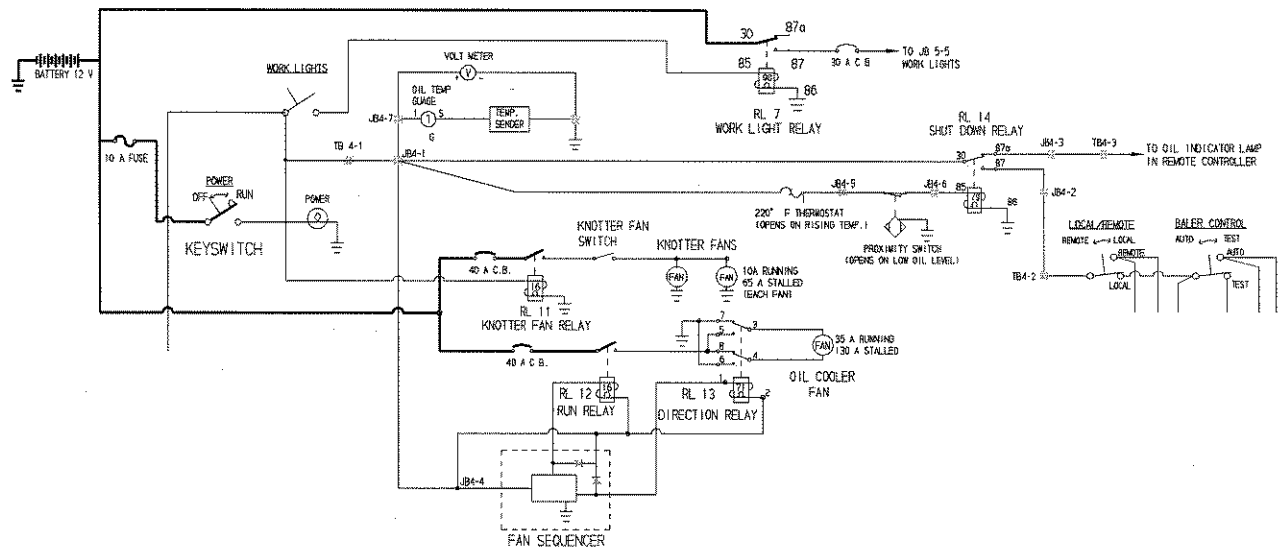 BATTERY 12 V
WORK LIGHTS
VOLT METER
+ V -
OIL TEMP
GUAGE
S
G
TEMP.
SENDER
JB4-7
TB 4-1
JB4-1
30
87a
85
87
86
30 A C.B
TO JB 5-5
WORK LIGHTS
RL 7
WORK LIGHT RELAY
RL 14
SHUT DOWN RELAY
30
87a
87
85
86
JB4-3
TB4-3
TO OIL INDICATOR LAMP
IN REMOTE CONTROLLER
JB4-2
10 A FUSE
POWER
OFF
RUN
KEYSWITCH
POWER
JB4-5
JB4-6
220° F THERMOSTAT
(OPENS ON RISING TEMP.)
PROXIMITY SWITCH
(OPENS ON LOW OIL LEVEL)
LOCAL/REMOTE
REMOTE LOCAL
REMOTE
LOCAL
TB4-2
BALER CONTROL
AUTO TEST
AUTO
TEST
KNOTTER FAN
SWITCH
KNOTTER FANS
FAN
FAN
10A RUNNING
65 A STALLED
(EACH FAN)
40 A C.B.
16
RL 11
KNOTTER FAN RELAY
40 A C.B.
7
5
8
6
3
4
FAN
35 A RUNNING
130 A STALLED
OIL COOLER
FAN
RL 12
RUN RELAY
16
RL 13
DIRECTION RELAY
1
71
2
JB4-4
FAN SEQUENCER